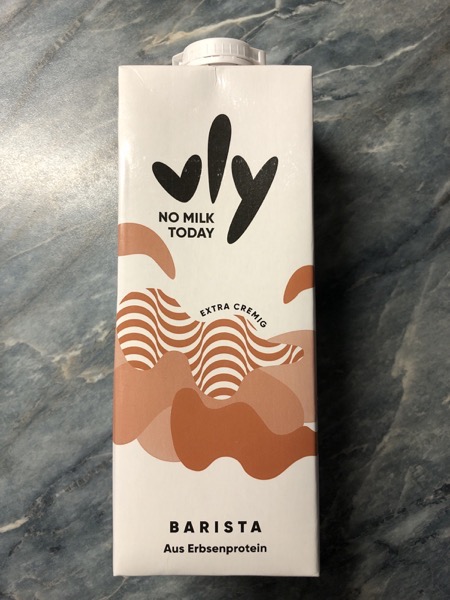 vly
NO MILK
TODAY
EXTRA CREMIG
BARISTA
Aus Erbsenprotein